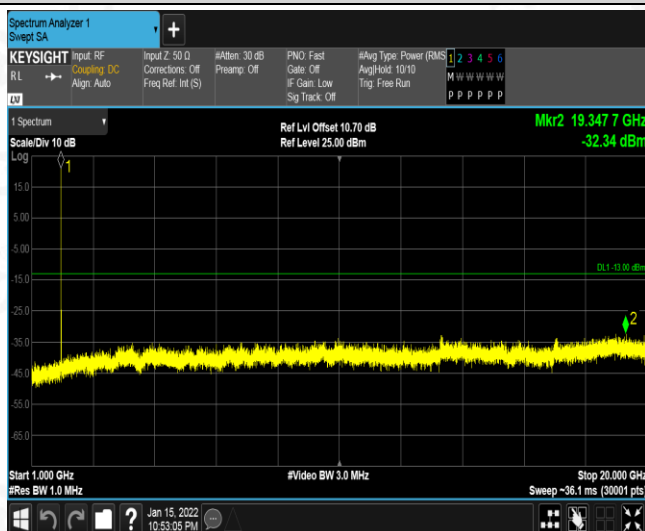 Spectrum Analyzer 1
Swept SA
+
KEYSIGHT
RL
LXI
Input: RF
Coupling: DC
Align: Auto
Input Z: 50 Ω
Corrections: Off
Freq Ref: Int (S)
#Atten: 30 dB
Preamp: Off
PNO: Fast
Gate: Off
IF Gain: Low
Sig Track: Off
#Avg Type: Power (RMS
Avg|Hold: 10/10
Trig: Free Run
1 2 3 4 5 6
M W W W W W
P P P P P P
1 Spectrum
Scale/Div 10 dB
Log
Ref Lvl Offset 10.70 dB
Ref Level 25.00 dBm
Mkr2 19.347 7 GHz
-32.34 dBm
1
15.0
5.00
-5.00
DL1 -13.00 dBm
-15.0
-25.0
2
-35.0
-45.0
-55.0
-65.0
Start 1.000 GHz
#Res BW 1.0 MHz
#Video BW 3.0 MHz
Stop 20.000 GHz
Sweep ~36.1 ms (30001 pts)
?
Jan 15, 2022
10:53:05 PM